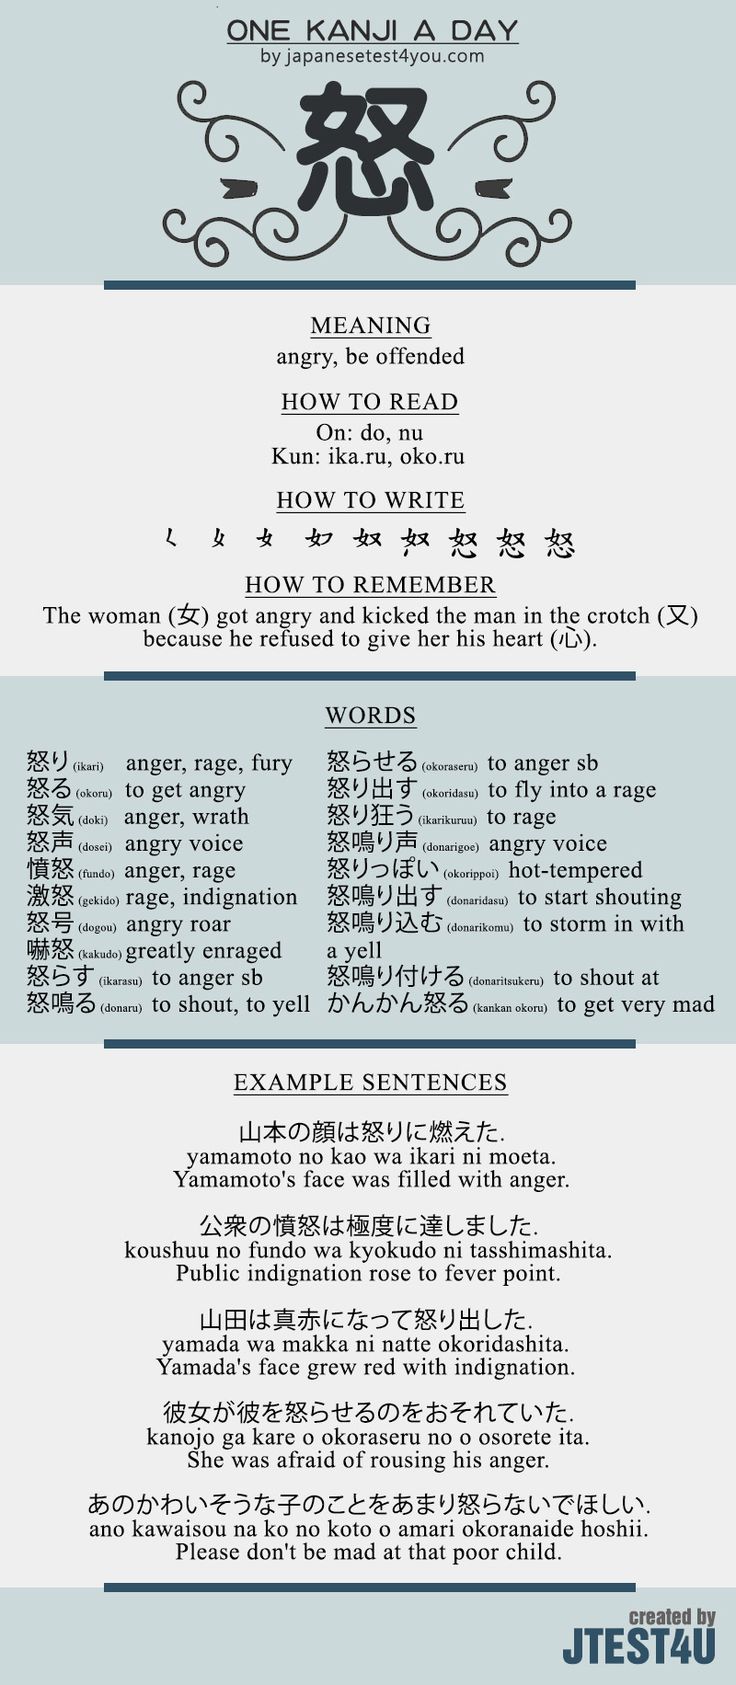 ONE KANJI A DAY
by japanesetest4you.com
怒
MEANING
angry, be offended
HOW TO READ
On: do, nu
Kun: ika.ru, oko.ru
HOW TO WRITE
HOW TO REMEMBER
The woman (女) got angry and kicked the man in the crotch (又)
because he refused to give her his heart (心).
WORDS
怒り (ikari) anger, rage, fury
怒る (okoru) to get angry
怒気 (doki) anger, wrath
怒声 (dosei) angry voice
憤怒 (fundo) anger, rage
激怒 (gekido) rage, indignation
怒号 (dogou) angry roar
嚇怒 (kakudo) greatly enraged
怒らす (ikarasu) to anger sb
怒鳴る (donaru) to shout, to yell
怒らせる (okoraseru) to anger sb
怒り出す (okoridasu) to fly into a rage
怒り狂う (ikarikuruu) to rage
怒鳴り声 (donarigoe) angry voice
怒りっぽい (okorippoi) hot-tempered
怒鳴り出す (donaridasu) to start shouting
怒鳴り込む (donarikomu) to storm in with
a yell
怒鳴り付ける (donaritsukeru) to shout at
かんかん怒る (kankan okoru) to get very mad
EXAMPLE SENTENCES
山本の顔は怒りに燃えた.
yamamoto no kao wa ikari ni moeta.
Yamamoto's face was filled with anger.
公衆の憤怒は極度に達しました.
koushuu no fundo wa kyokudo ni tasshimashita.
Public indignation rose to fever point.
山田は真赤になって怒り出した.
yamada wa makka ni natte okoridashita.
Yamada's face grew red with indignation.
彼女が彼を怒らせるのをおそれていた.
kanojo ga kare o okoraseru no o osorete ita.
She was afraid of rousing his anger.
あのかわいそうな子のことをあまり怒らないでほしい.
ano kawaisou na ko no koto o amari okoranaide hoshii.
Please don't be mad at that poor child.
created by
JTEST4U